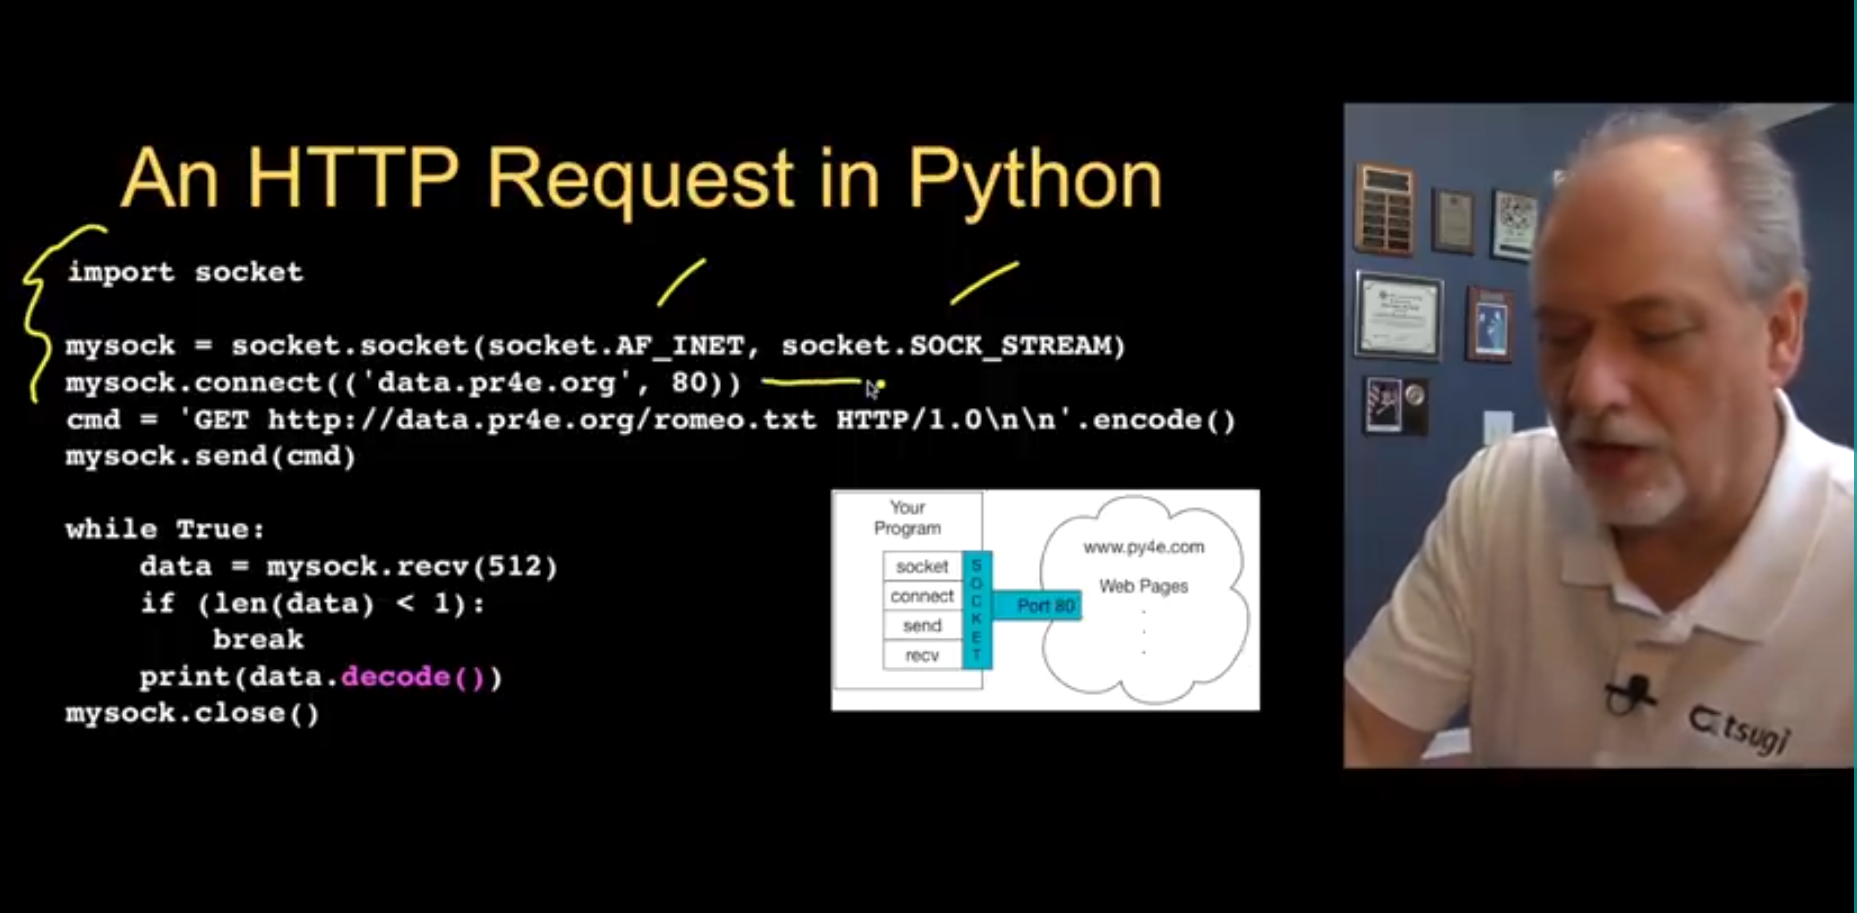 An HTTP Request in Python
import socket
mysock = socket.socket(socket.AF_INET, socket.SOCK_STREAM)
mysock.connect(('data.pr4e.org', 80))
cmd = 'GET http://data.pr4e.org/romeo.txt HTTP/1.0\n\n'.encode()
mysock.send(cmd)
while True:
    data = mysock.recv(512)
    if (len(data) < 1):
        break
    print(data.decode())
mysock.close()
Your
Program
socket
connect
send
recv
SOCKET
Port 80
www.py4e.com
Web Pages
.
.
.
tsugi